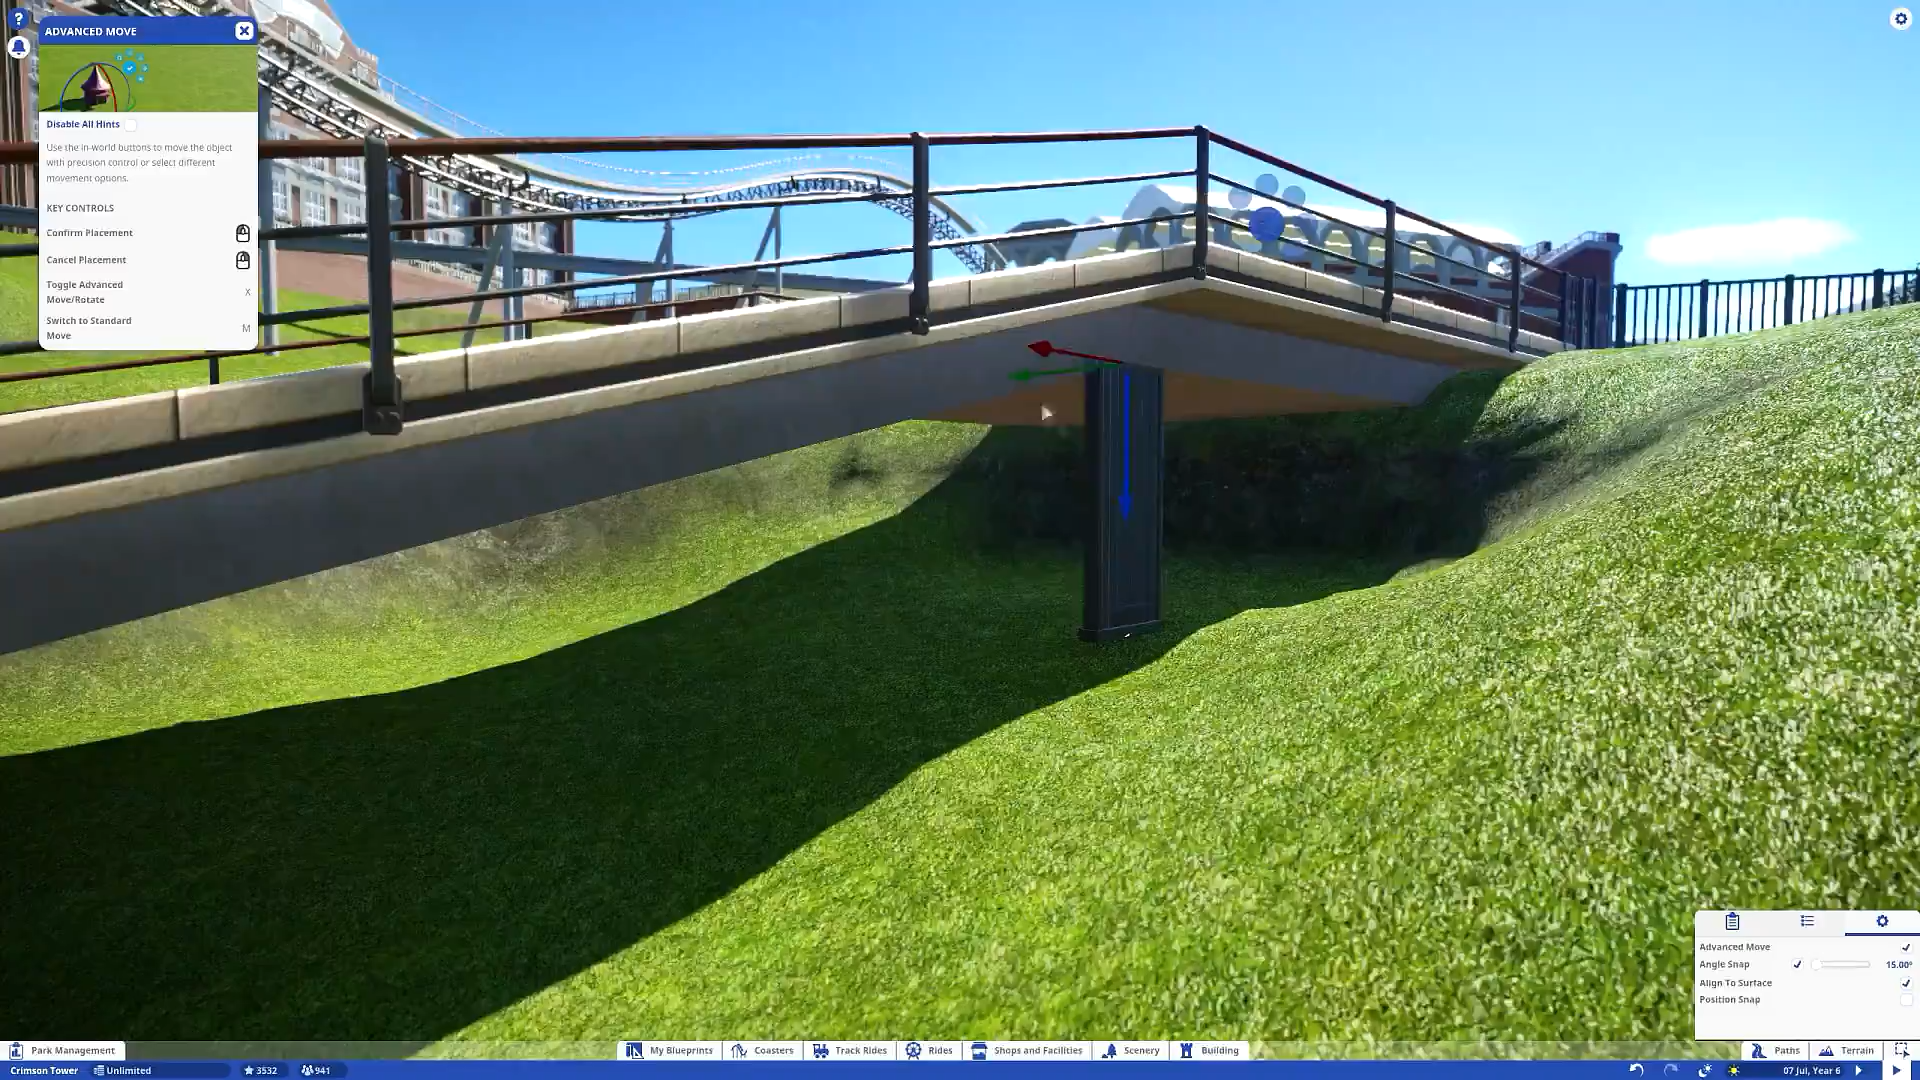 ?
ADVANCED MOVE
Disable All Hints
Use the in-world buttons to move the object
with precision control or select different
movement options.
KEY CONTROLS
Confirm Placement
Cancel Placement
Toggle Advanced
Move/Rotate X
Switch to Standard
Move M
Advanced Move
Angle Snap 15.00°
Align To Surface
Position Snap
Park Management
My Blueprints
Coasters
Track Rides
Rides
Shops and Facilities
Scenery
Building
Paths
Terrain
Crimson Tower
Unlimited
3532
941
07 Jul, Year 6